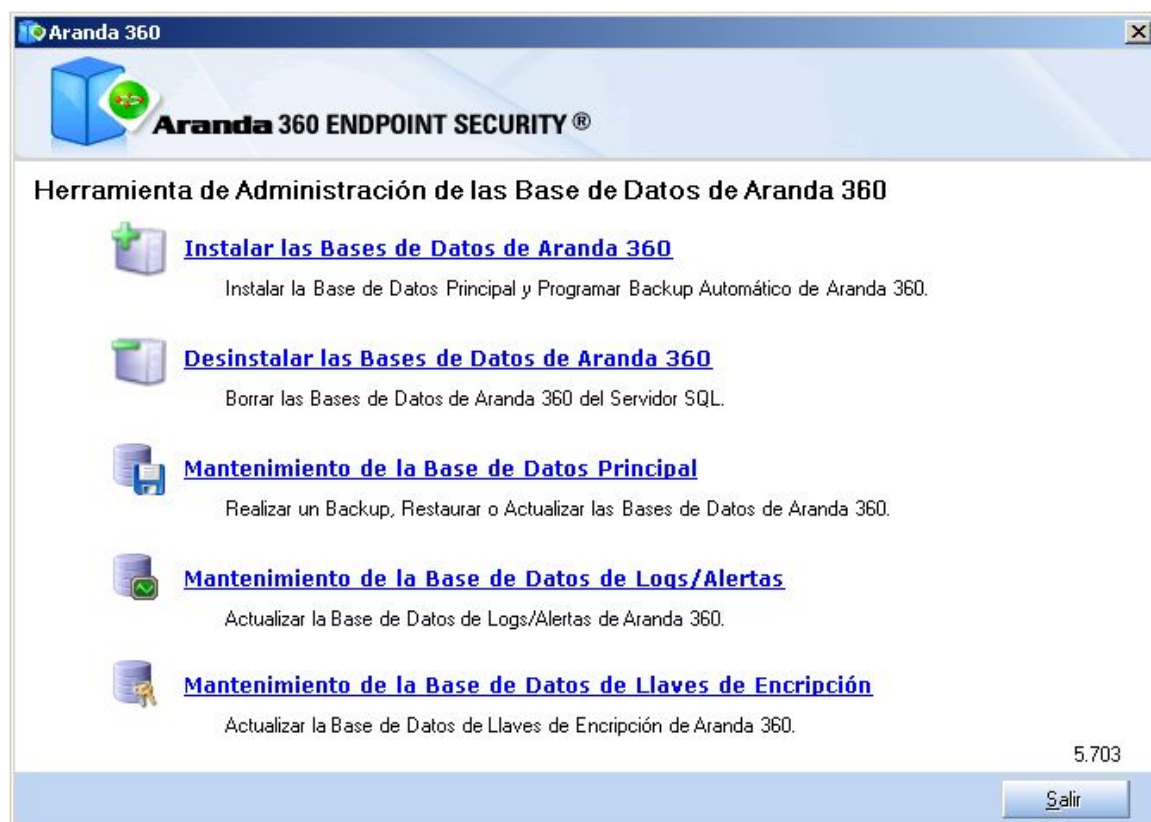 Aranda 360
Aranda 360 ENDPOINT SECURITY ®
Herramienta de Administración de las Base de Datos de Aranda 360
Instalar las Bases de Datos de Aranda 360
Instalar la Base de Datos Principal y Programar Backup Automático de Aranda 360.
Desinstalar las Bases de Datos de Aranda 360
Borrar las Bases de Datos de Aranda 360 del Servidor SQL.
Mantenimiento de la Base de Datos Principal
Realizar un Backup, Restaurar o Actualizar las Bases de Datos de Aranda 360.
Mantenimiento de la Base de Datos de Logs/Alertas
Actualizar la Base de Datos de Logs/Alertas de Aranda 360.
Mantenimiento de la Base de Datos de Llaves de Encripción
Actualizar la Base de Datos de Llaves de Encripción de Aranda 360.
5.703
Salir